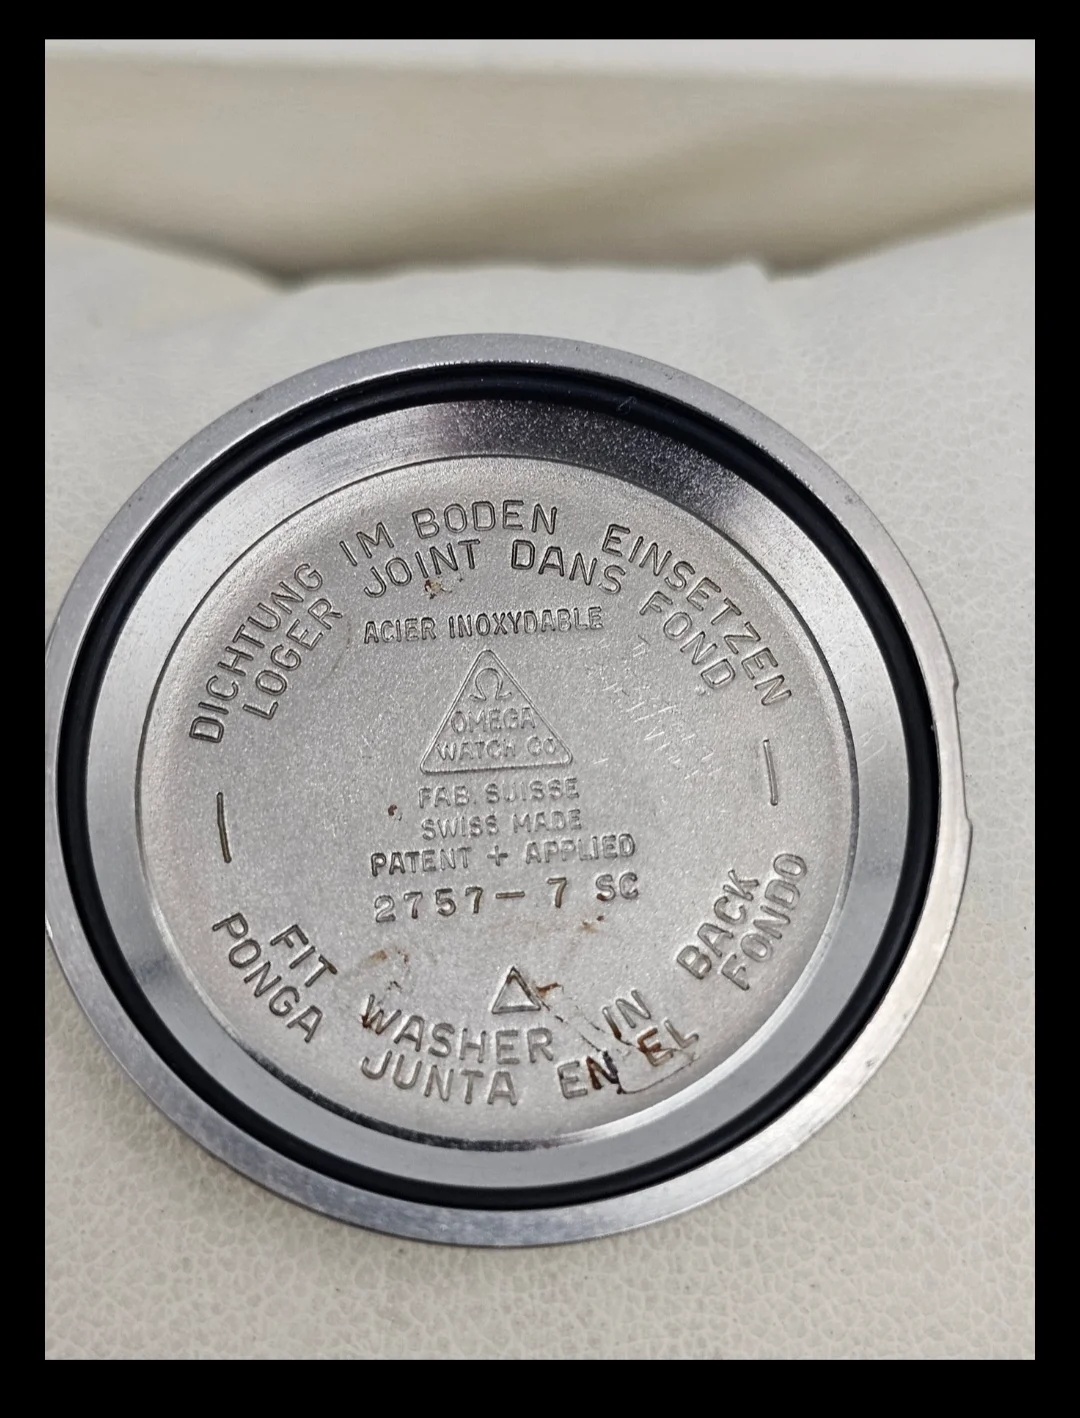 DICHTUNG IM BODEN EINSETZEN
LOGER JOINT DANS FOND
ACIER INOXYDABLE
Ω
OMEGA
WATCH CO
FAB. SUISSE
SWISS MADE
PATENT + APPLIED
2757- 7 SC
FIT WASHER IN BACK
PONGA JUNTA EN EL FONDO